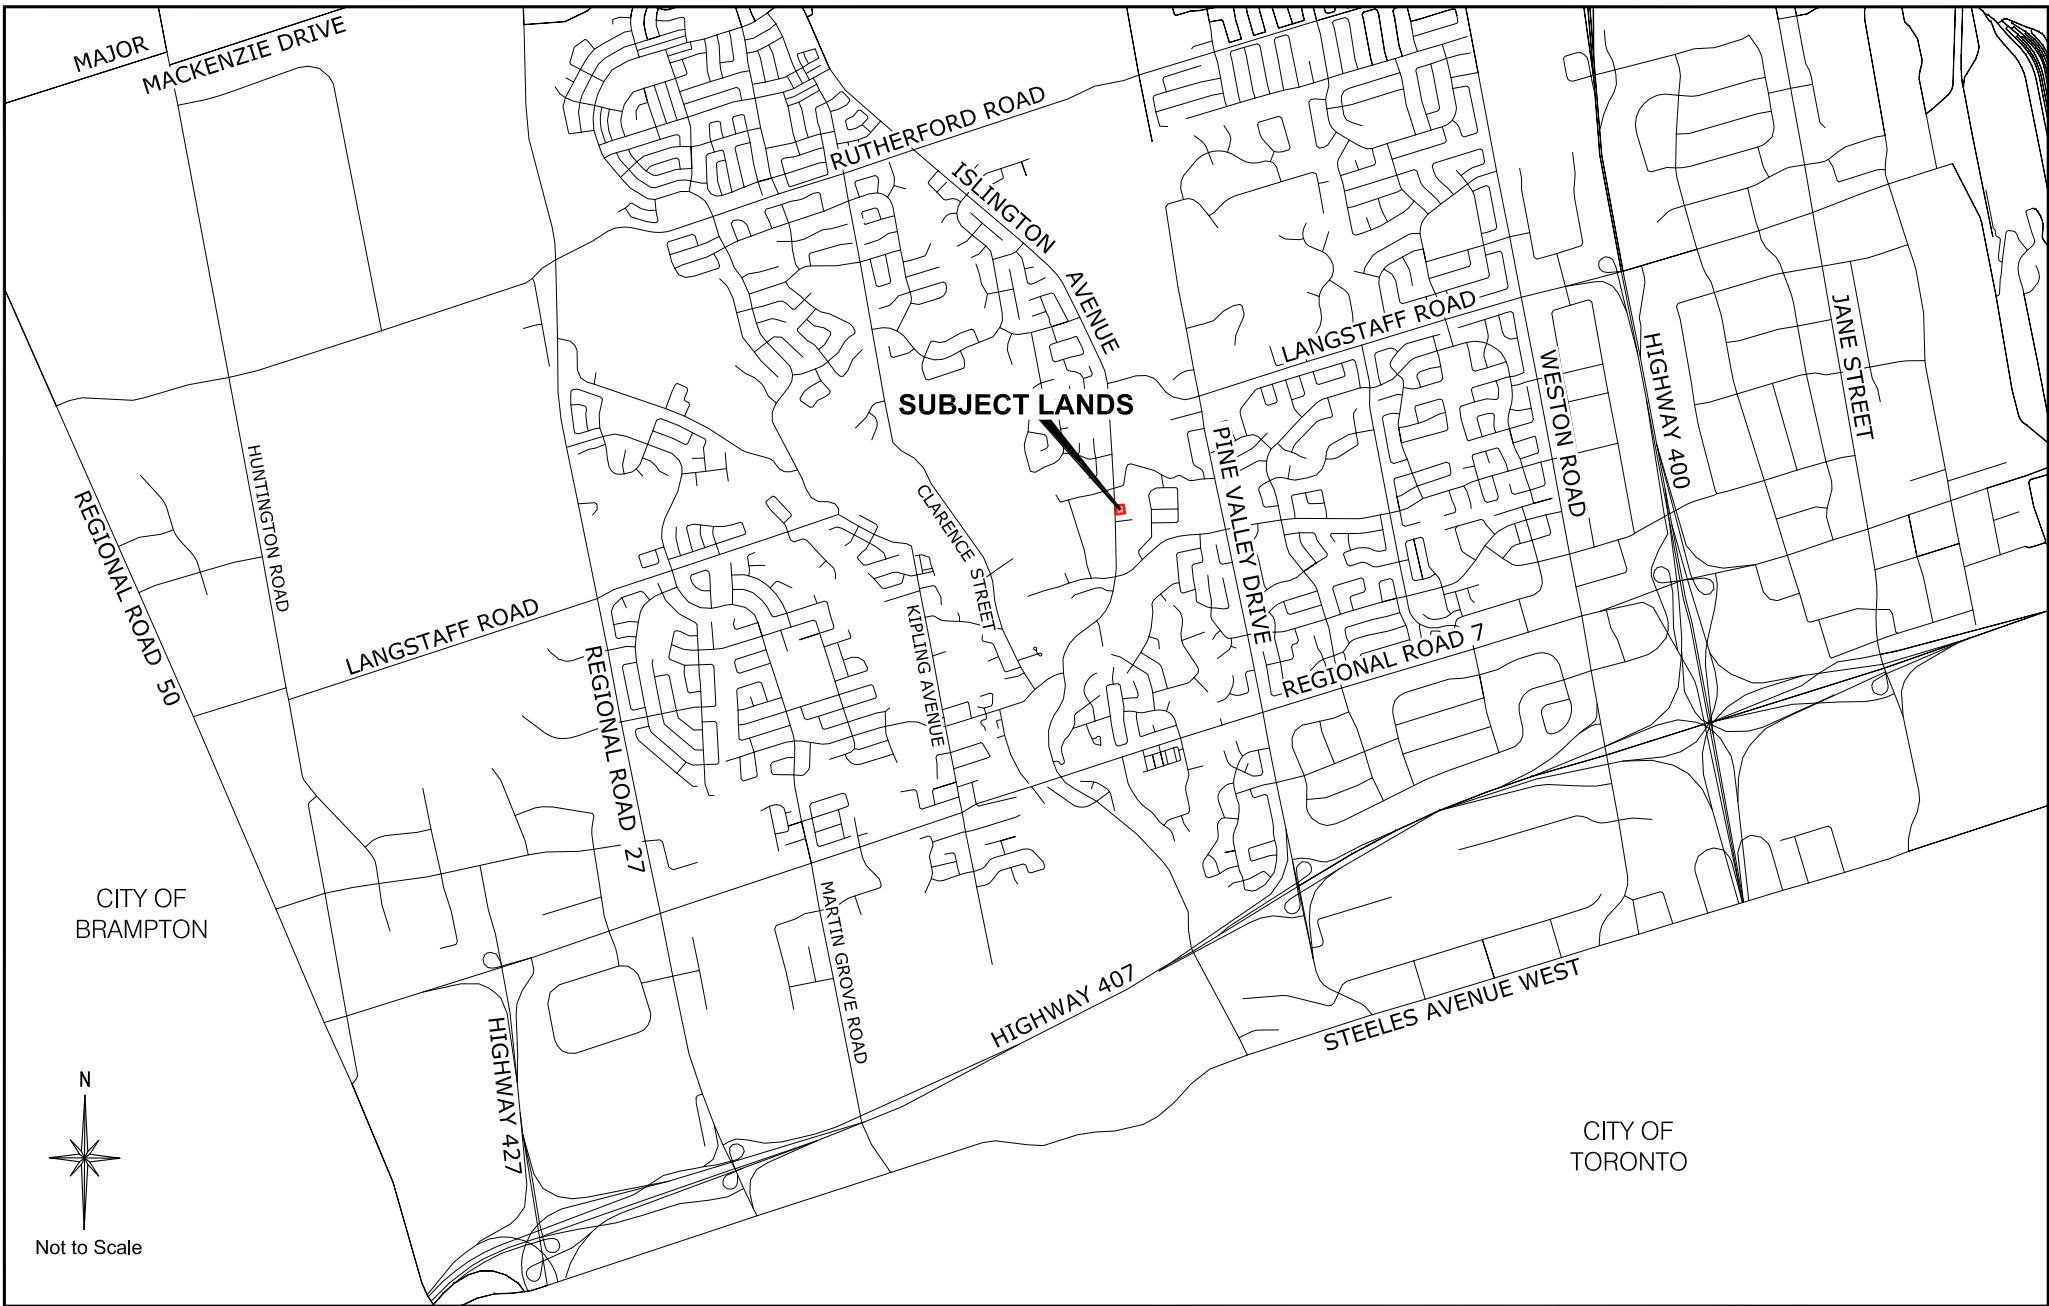 MAJOR
MACKENZIE DRIVE
RUTHERFORD ROAD
ISLINGTON
AVENUE
LANGSTAFF ROAD
JANE STREET
HIGHWAY 400
WESTON ROAD
SUBJECT LANDS
PINE VALLEY DRIVE
HUNTINGTON ROAD
CLARENCE STREET
REGIONAL ROAD 50
LANGSTAFF ROAD
KIPLING AVENUE
REGIONAL ROAD 7
REGIONAL ROAD 27
CITY OF
BRAMPTON
MARTIN GROVE ROAD
HIGHWAY 407
STEELES AVENUE WEST
HIGHWAY 427
N
Not to Scale
CITY OF
TORONTO